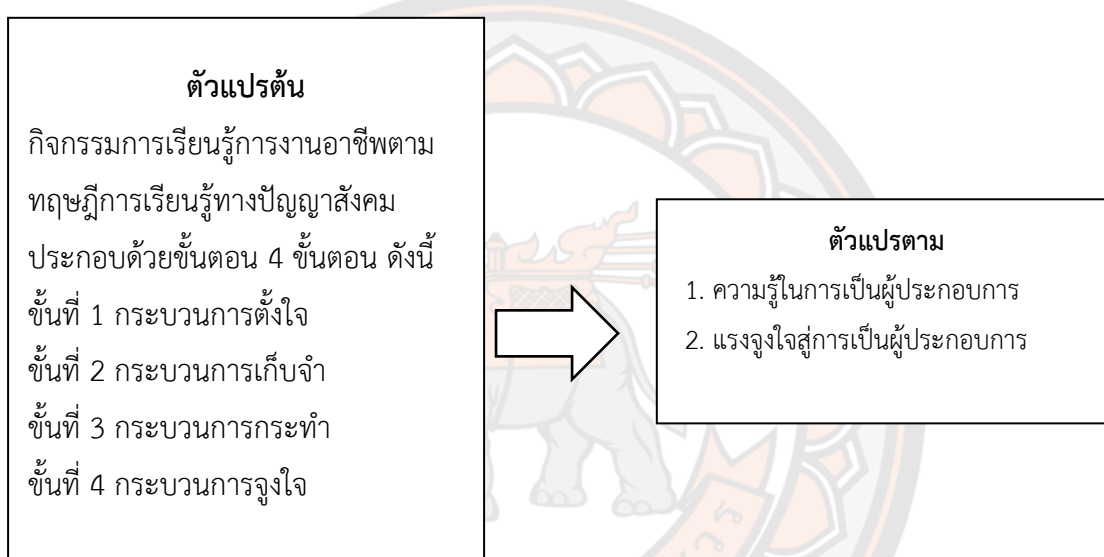 ตัวแปรต้น
กิจกรรมการเรียนรู้การงานอาชีพตาม
ทฤษฎีการเรียนรู้ทางปัญญาสังคม
ประกอบด้วยขั้นตอน 4 ขั้นตอน ดังนี้
ขั้นที่ 1 กระบวนการตั้งใจ
ขั้นที่ 2 กระบวนการเก็บจำ
ขั้นที่ 3 กระบวนการกระทำ
ขั้นที่ 4 กระบวนการจูงใจ
ตัวแปรตาม
1. ความรู้ในการเป็นผู้ประกอบการ
2. แรงจูงใจสู่การเป็นผู้ประกอบการ